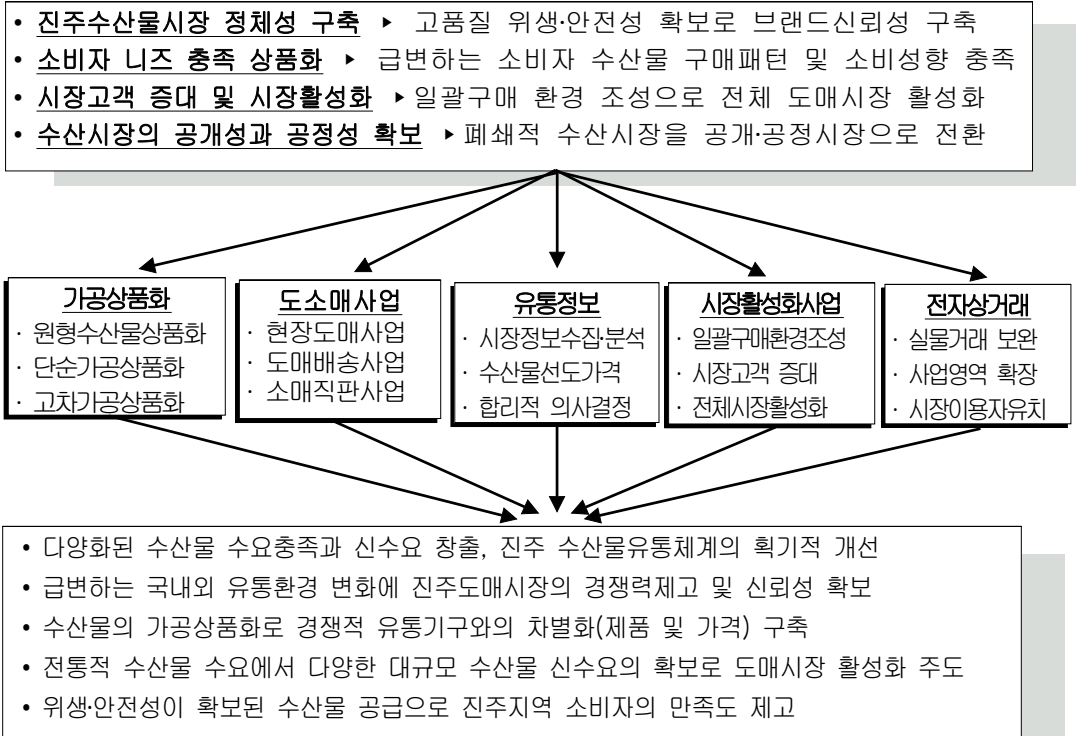 • 진주수산물시장 정체성 구축 ▶ 고품질 위생·안전성 확보로 브랜드신뢰성 구축
• 소비자 니즈 충족 상품화 ▶ 급변하는 소비자 수산물 구매패턴 및 소비성향 충족
• 시장고객 증대 및 시장활성화 ▶ 일괄구매 환경 조성으로 전체 도매시장 활성화
• 수산시장의 공개성과 공정성 확보 ▶ 폐쇄적 수산시장을 공개·공정시장으로 전환
가공상품화
· 원형수산물상품화
· 단순가공상품화
· 고차가공상품화
도소매사업
· 현장도매사업
· 도매배송사업
· 소매직판사업
유통정보
· 시장정보수집·분석
· 수산물선도가격
· 합리적 의사결정
시장활성화사업
· 일괄구매환경조성
· 시장고객 증대
· 전체시장활성화
전자상거래
· 실물거래 보완
· 사업영역 확장
· 시장이용자유치
• 다양화된 수산물 수요충족과 신수요 창출, 진주 수산물유통체계의 획기적 개선
• 급변하는 국내외 유통환경 변화에 진주도매시장의 경쟁력제고 및 신뢰성 확보
• 수산물의 가공상품화로 경쟁적 유통기구와의 차별화(제품 및 가격) 구축
• 전통적 수산물 수요에서 다양한 대규모 수산물 신수요의 확보로 도매시장 활성화 주도
• 위생·안전성이 확보된 수산물 공급으로 진주지역 소비자의 만족도 제고